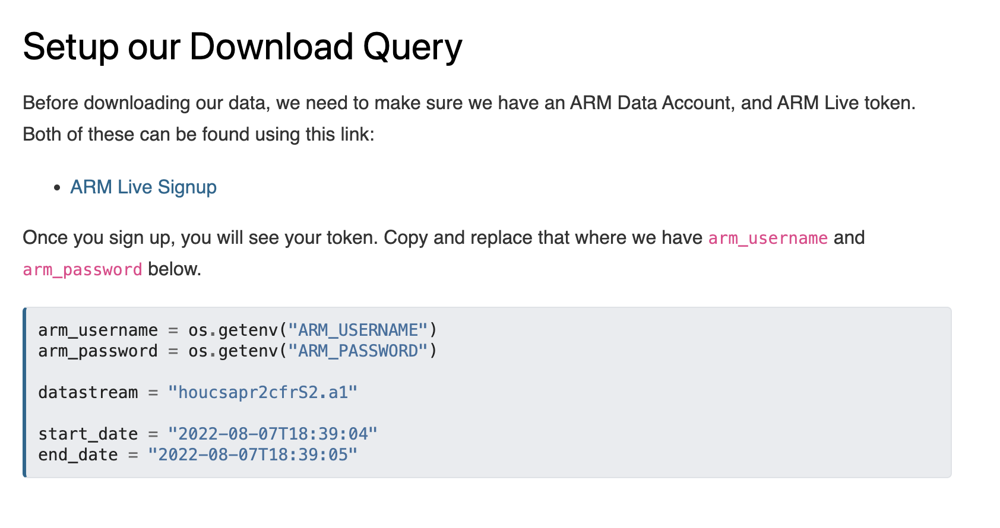 Setup our Download Query
Before downloading our data, we need to make sure we have an ARM Data Account, and ARM Live token.
Both of these can be found using this link:
• ARM Live Signup
Once you sign up, you will see your token. Copy and replace that where we have arm_username and
arm_password below.
arm_username = os.getenv("ARM_USERNAME")
arm_password = os.getenv("ARM_PASSWORD")
datastream = "houcsapr2cfrS2.a1"
start_date = "2022-08-07T18:39:04"
end_date = "2022-08-07T18:39:05"